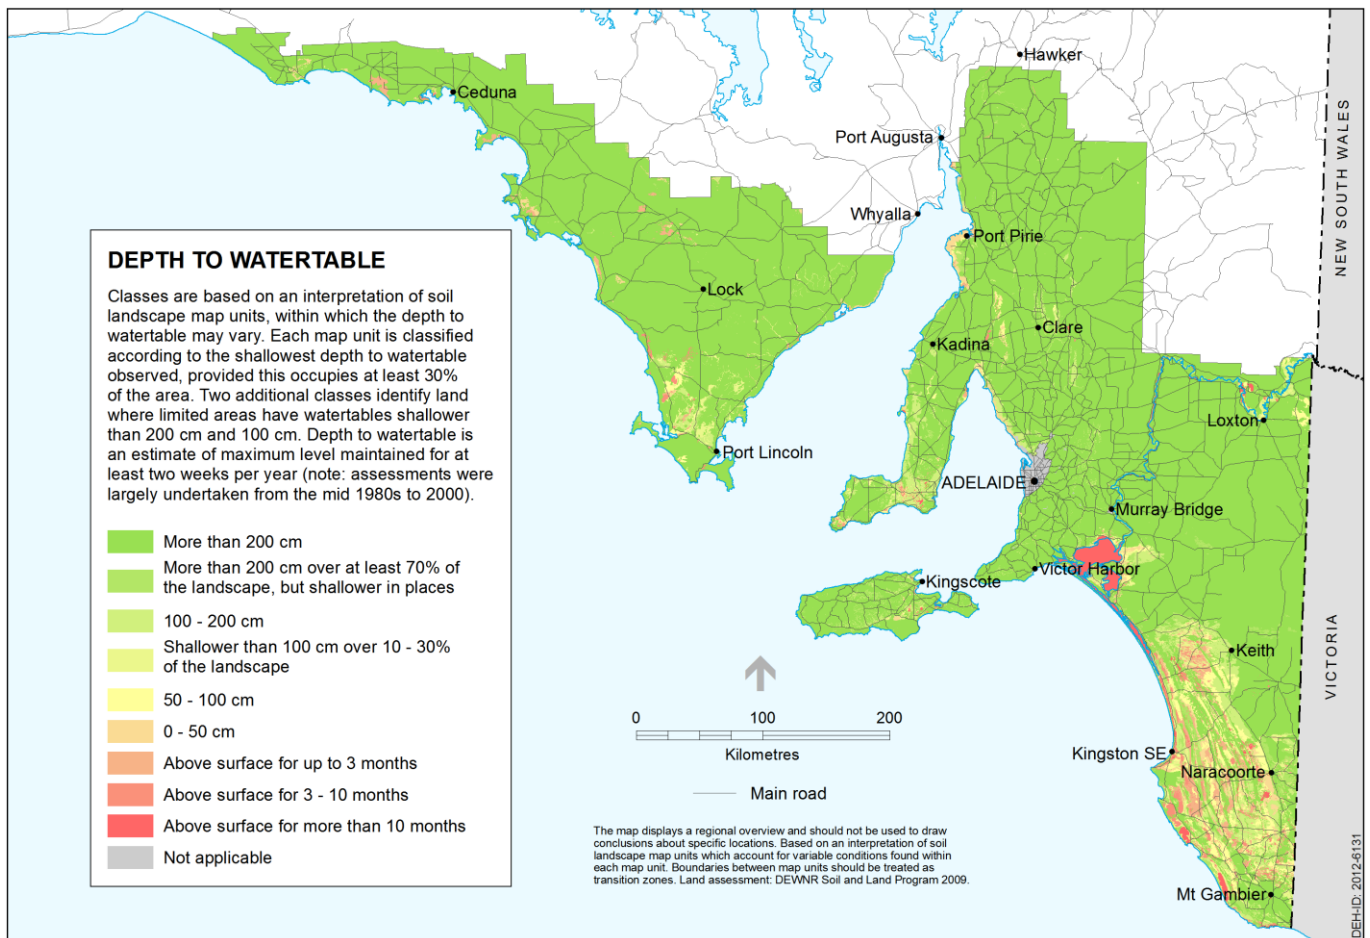 Hawker
Ceduna
Port Augusta
NEW SOUTH WALES
Whyalla
Port Pirie
DEPTH TO WATERTABLE
Classes are based on an interpretation of soil
landscape map units, within which the depth to
watertable may vary. Each map unit is classified
according to the shallowest depth to watertable
observed, provided this occupies at least 30%
of the area. Two additional classes identify land
where limited areas have watertables shallower
than 200 cm and 100 cm. Depth to watertable is
an estimate of maximum level maintained for at
least two weeks per year (note: assessments were
largely undertaken from the mid 1980s to 2000).
More than 200 cm
More than 200 cm over at least 70% of
the landscape, but shallower in places
100 - 200 cm
Shallower than 100 cm over 10 - 30%
of the landscape
50 - 100 cm
0 - 50 cm
Above surface for up to 3 months
Above surface for 3 - 10 months
Above surface for more than 10 months
Not applicable
Lock
Clare
Kadina
Loxton
Port Lincoln
ADELAIDE
Murray Bridge
Victor Harbor
Kingscote
Keith
VICTORIA
0 100 200
Kilometres
Kingston SE
Naracoorte
Main road
The map displays a regional overview and should not be used to draw
conclusions about specific locations. Based on an interpretation of soil
landscape map units which account for variable conditions found within
each map unit. Boundaries between map units should be treated as
transition zones. Land assessment: DEWNR Soil and Land Program 2009.
Mt Gambier
DEH-ID: 2012-6131